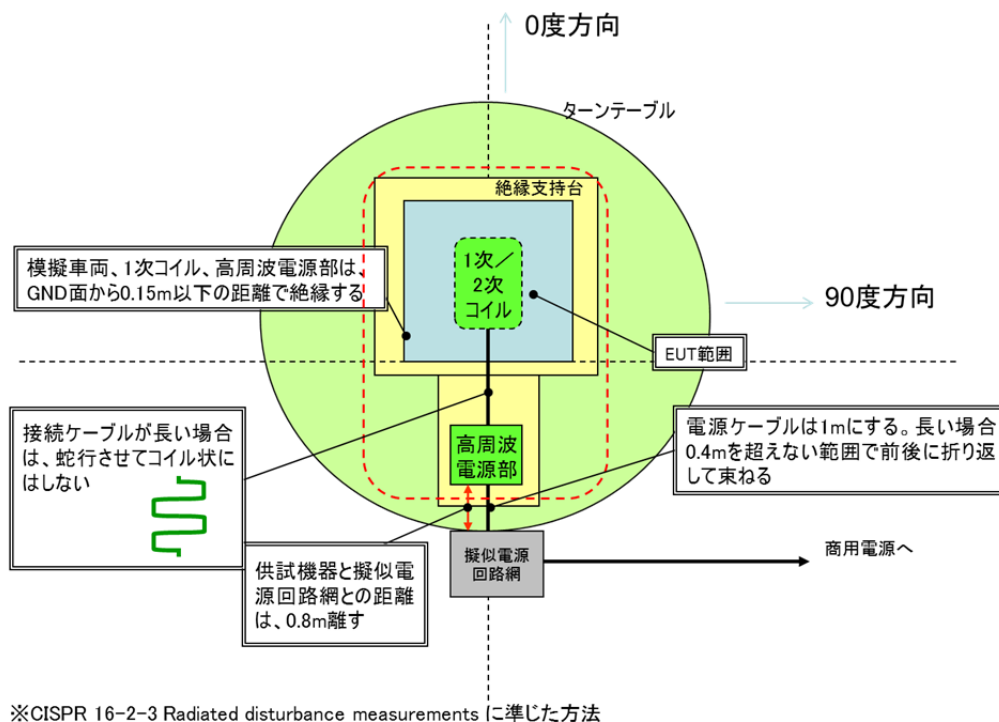 0度方向
ターンテーブル
絶縁支持台
模擬車両、1次コイル、高周波電源部は、
GND面から0.15m以下の距離で絶縁する
1次／
2次
コイル
90度方向
EUT範囲
接続ケーブルが長い場合
は、蛇行させてコイル状に
はしない
高周波
電源部
電源ケーブルは1mにする。長い場合
0.4mを超えない範囲で前後に折り返
して束ねる
擬似電源
回路網
商用電源へ
供試機器と擬似電
源回路網との距離
は、0.8m離す
※CISPR 16-2-3 Radiated disturbance measurements に準じた方法